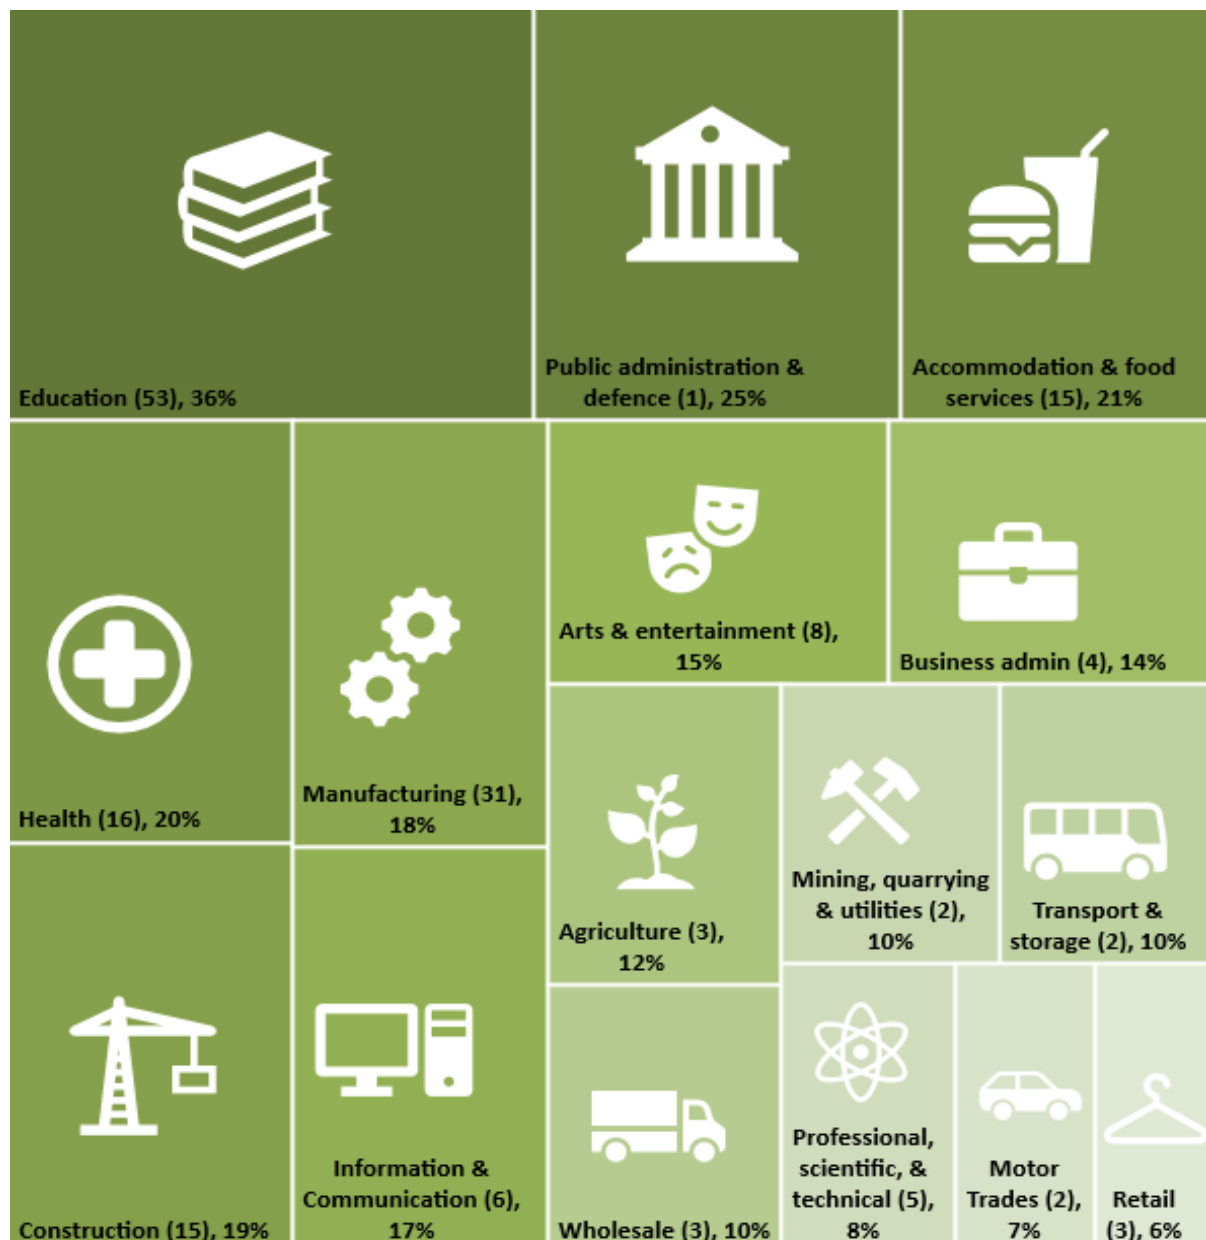 Education (53), 36%
Public administration &
defence (1), 25%
Accommodation & food
services (15), 21%
Health (16), 20%
Manufacturing (31),
18%
Arts & entertainment (8),
15%
Business admin (4), 14%
Agriculture (3),
12%
Mining, quarrying
& utilities (2),
10%
Transport &
storage (2), 10%
Construction (15), 19%
Information &
Communication (6),
17%
Wholesale (3), 10%
Professional,
scientific, &
technical (5),
8%
Motor
Trades (2),
7%
Retail
(3), 6%